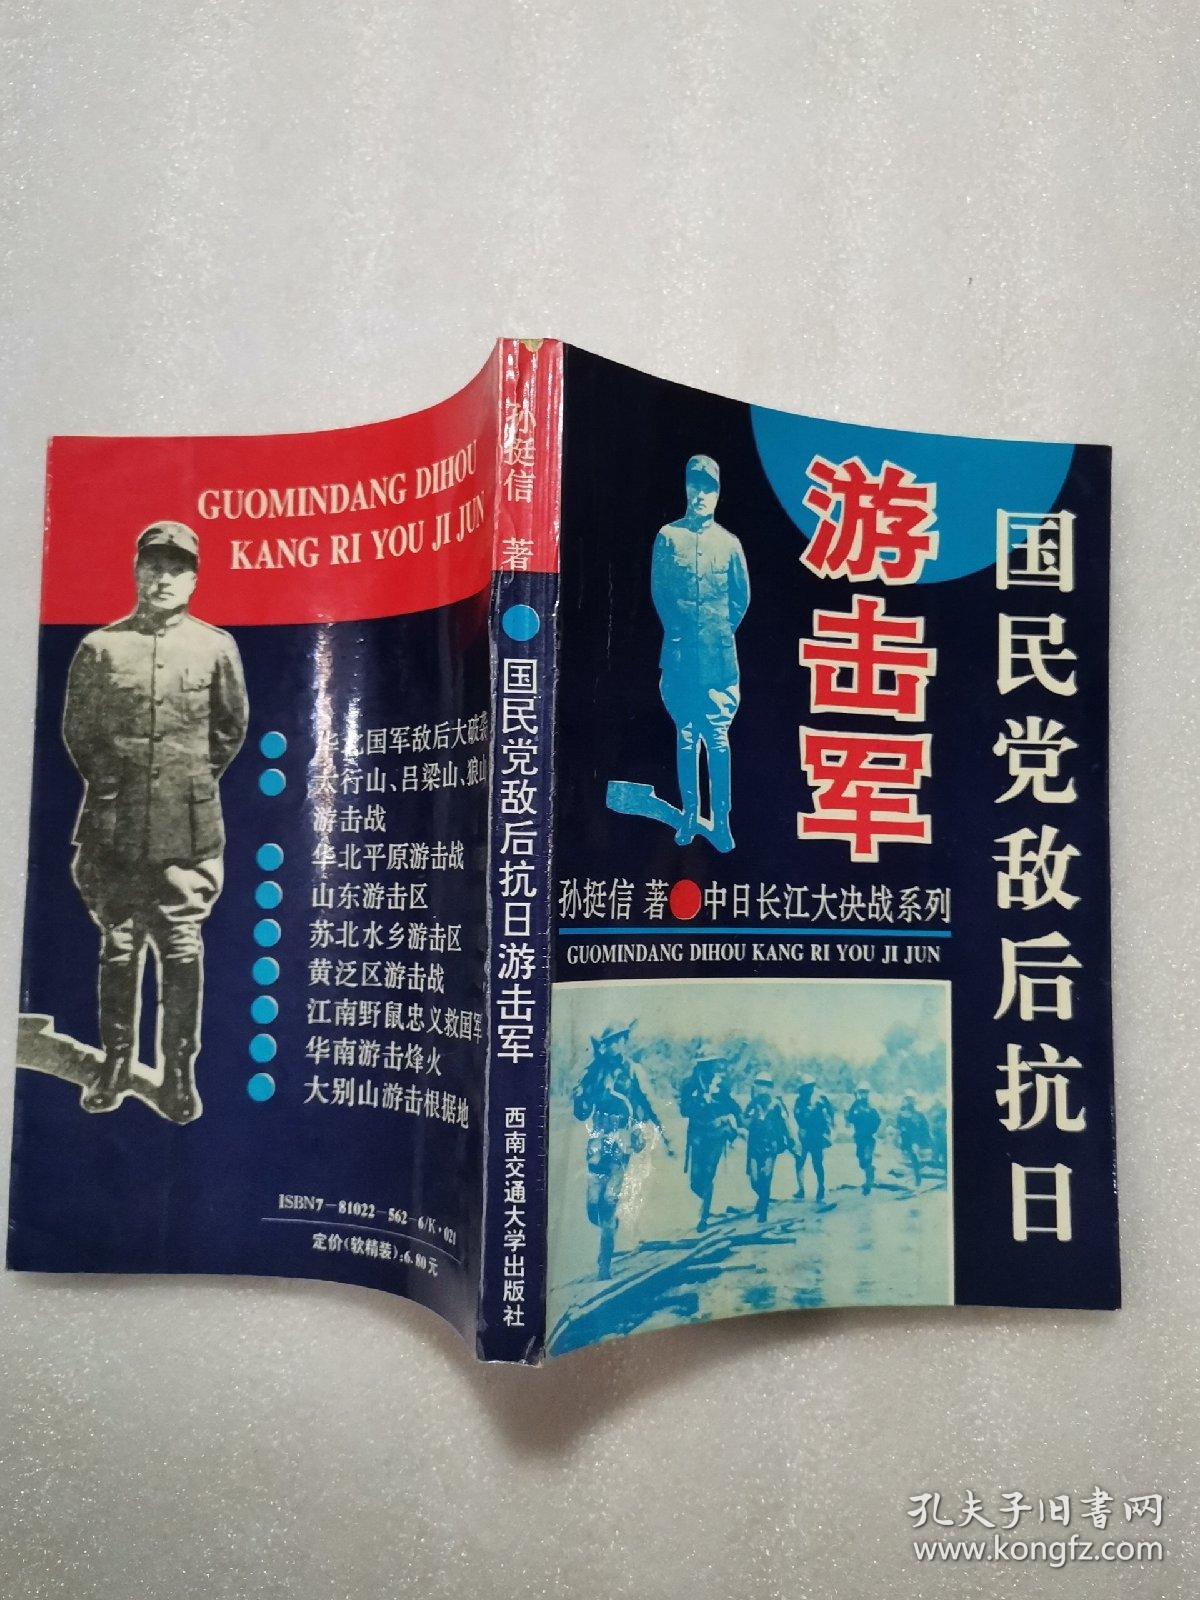 GUOMINDANG DIHOU
KANG RI YOU JI JUN
华北国军敌后大破袭
太行山、吕梁山、狼山
游击战
华北平原游击战
山东游击区
苏北水乡游击区
黄泛区游击战
江南野鼠忠义救国军
华南游击烽火
大别山游击根据地
ISBN7-81022-562-6/K·021
定价(软精装):6.80元
孙挺信 著
国民党敌后抗日游击军
西南交通大学出版社
国民党敌后抗日
游击军
孙挺信 著 中日长江大决战系列
GUOMINDANG DIHOU KANG RI YOU JI JUN
孔夫子旧书网
www.kongfz.com